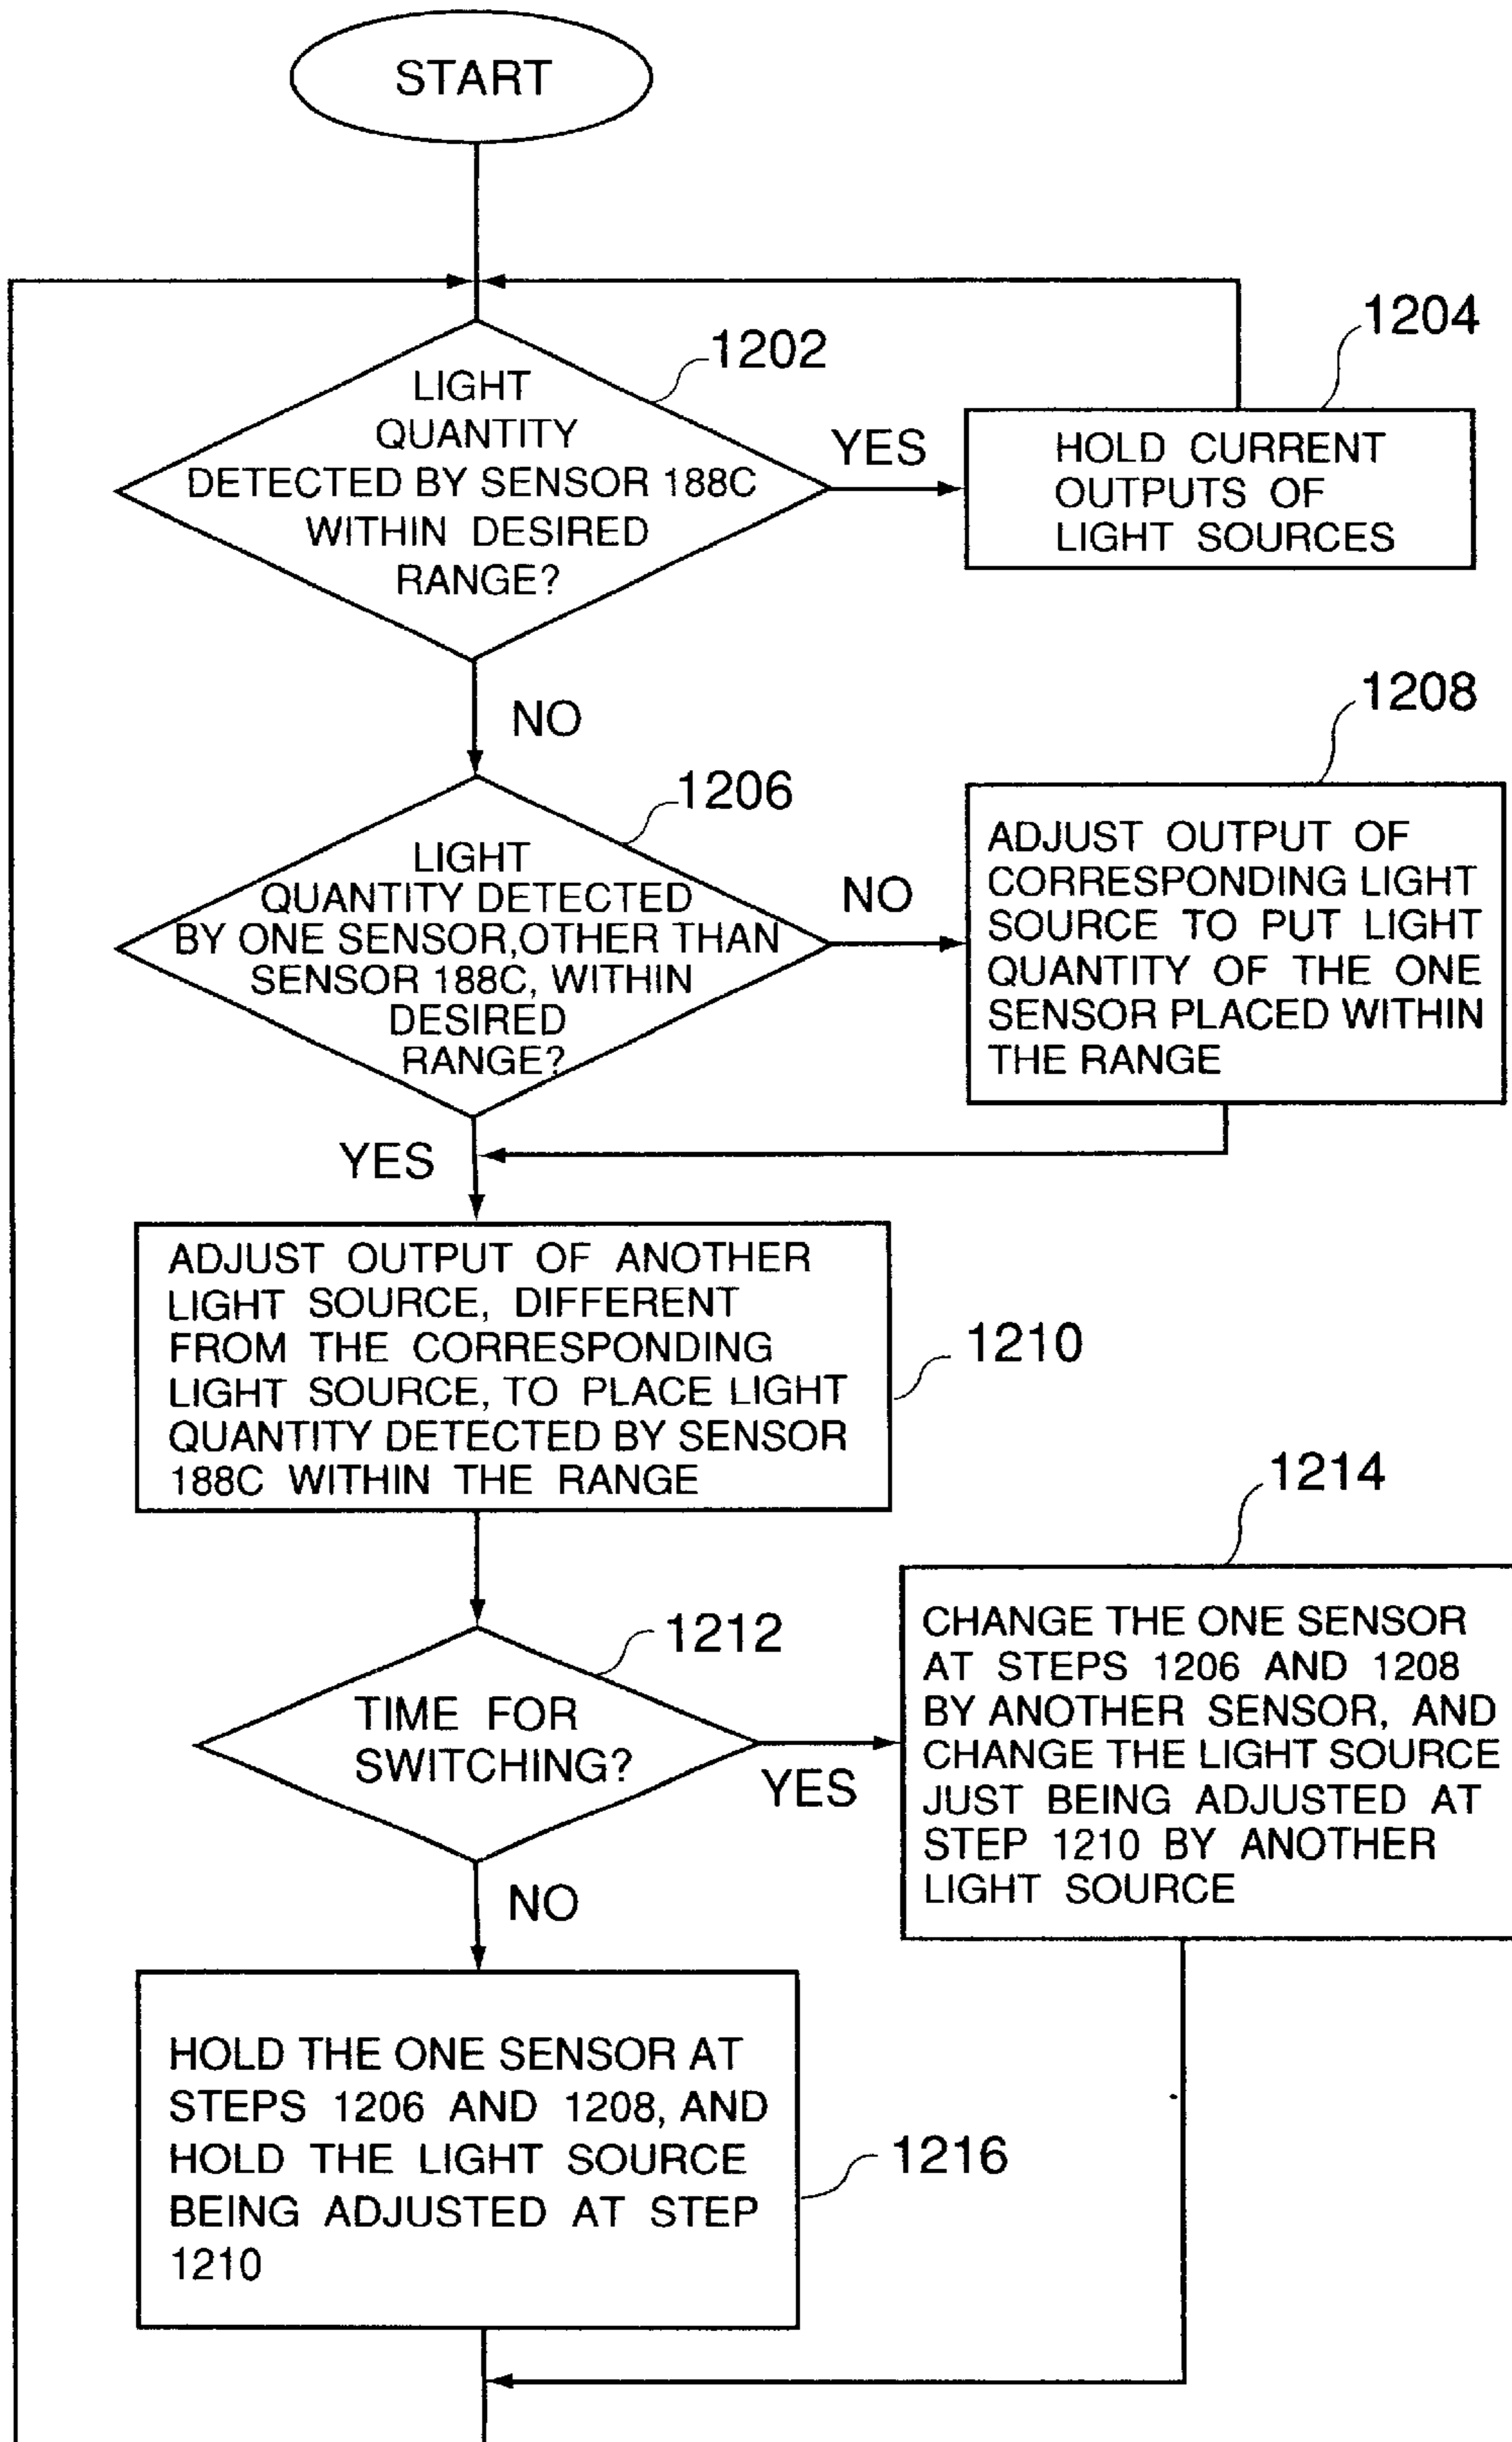 START
1202
LIGHT
QUANTITY
DETECTED BY SENSOR 188C
WITHIN DESIRED
RANGE?
YES
1204
HOLD CURRENT
OUTPUTS OF
LIGHT SOURCES
NO
1206
LIGHT
QUANTITY DETECTED
BY ONE SENSOR,OTHER THAN
SENSOR 188C, WITHIN
DESIRED
RANGE?
NO
1208
ADJUST OUTPUT OF
CORRESPONDING LIGHT
SOURCE TO PUT LIGHT
QUANTITY OF THE ONE
SENSOR PLACED WITHIN
THE RANGE
YES
ADJUST OUTPUT OF ANOTHER
LIGHT SOURCE, DIFFERENT
FROM THE CORRESPONDING
LIGHT SOURCE, TO PLACE LIGHT
QUANTITY DETECTED BY SENSOR
188C WITHIN THE RANGE
1210
1212
TIME FOR
SWITCHING?
YES
1214
CHANGE THE ONE SENSOR
AT STEPS 1206 AND 1208
BY ANOTHER SENSOR, AND
CHANGE THE LIGHT SOURCE
JUST BEING ADJUSTED AT
STEP 1210 BY ANOTHER
LIGHT SOURCE
NO
HOLD THE ONE SENSOR AT
STEPS 1206 AND 1208, AND
HOLD THE LIGHT SOURCE
BEING ADJUSTED AT STEP
1210
1216